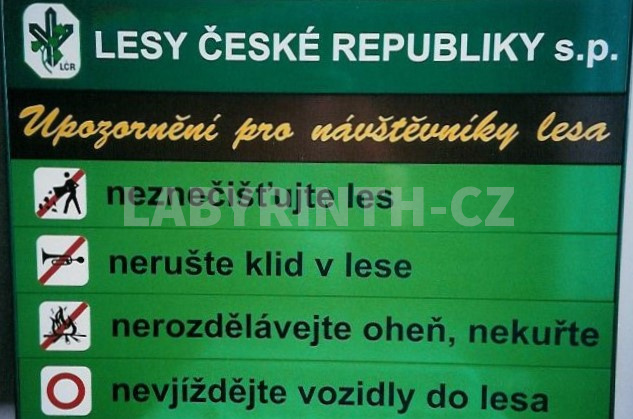 LČR
LESY ČESKÉ REPUBLIKY s.p.
Upozornění pro návštěvníky lesa
neznečišťujte les
LABYRINTH-CZ
nerušte klid v lese
nerozdělávejte oheň, nekuřte
nevjíždějte vozidly do lesa